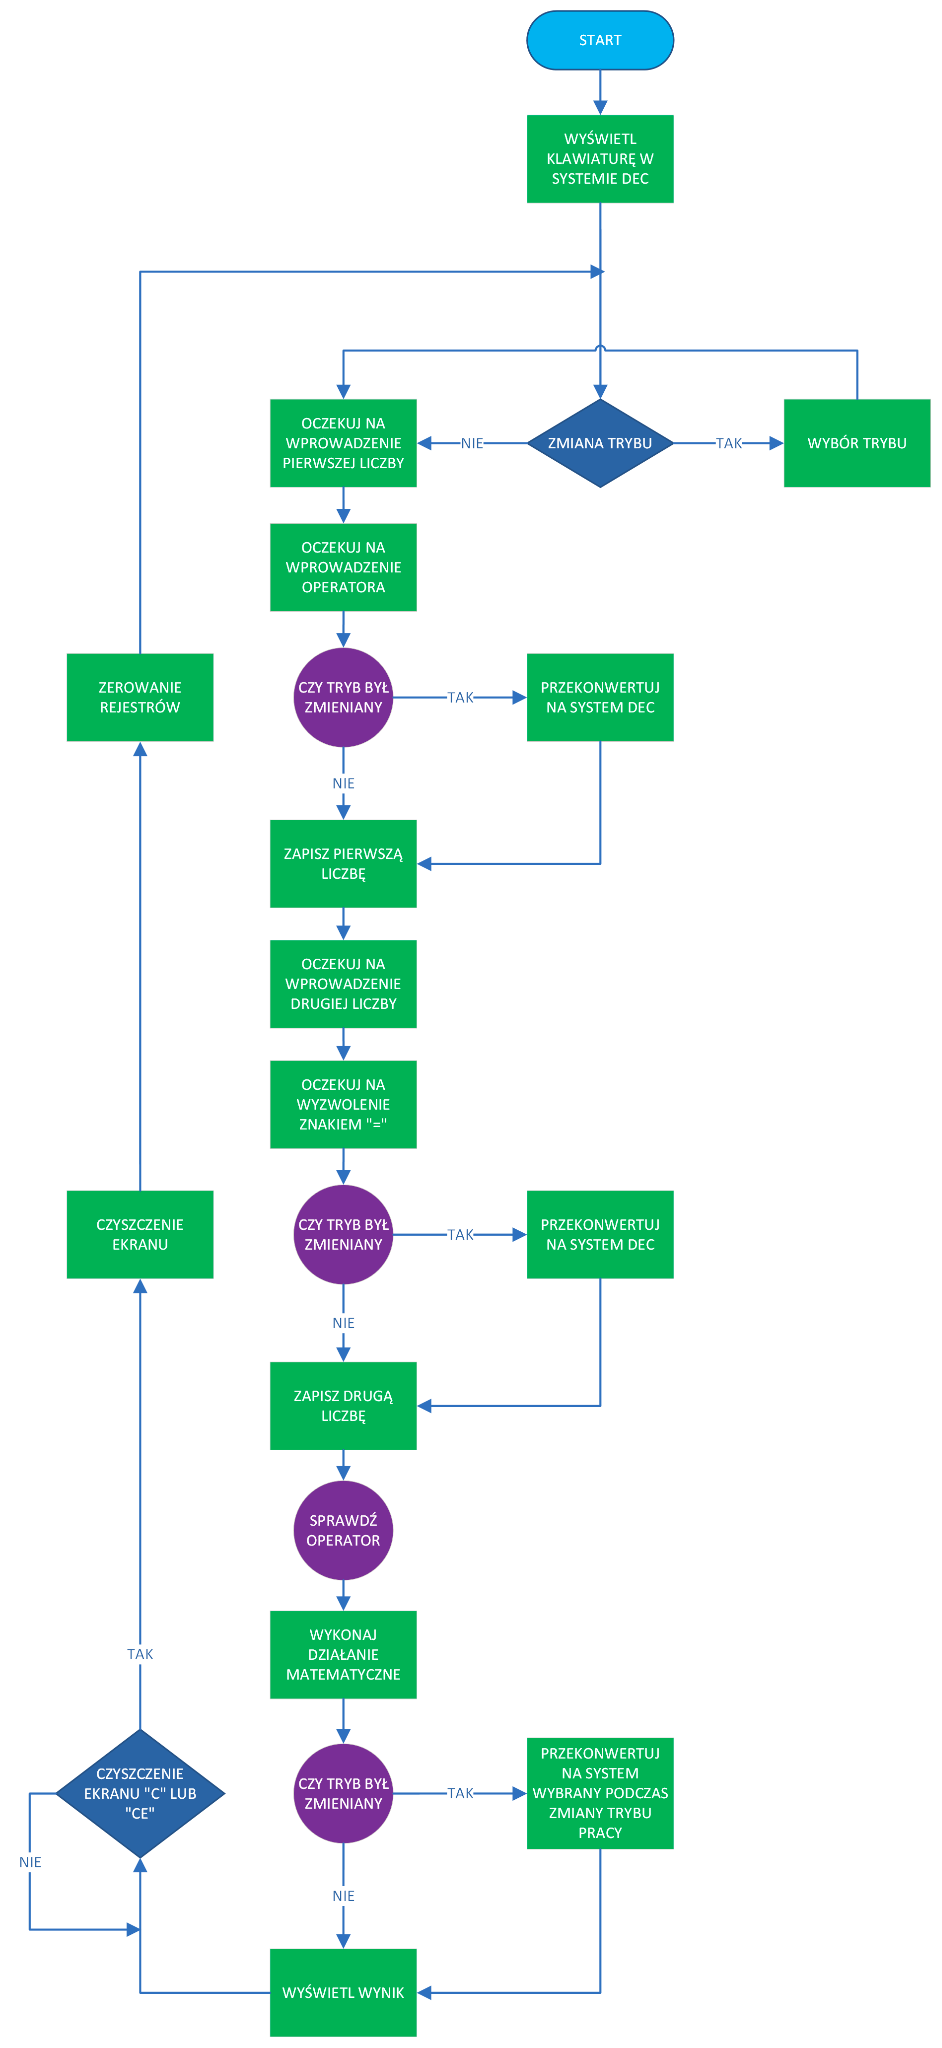 START
WYŚWIETL
KLAWIATURĘ W
SYSTEMIE DEC
OCZEKUJ NA
WPROWADZENIE
PIERWSZEJ LICZBY
NIE
ZMIANA TRYBU
TAK
WYBÓR TRYBU
OCZEKUJ NA
WPROWADZENIE
OPERATORA
ZEROWANIE
REJESTRÓW
CZY TRYB BYŁ
ZMIENIANY
TAK
PRZEKONWERTUJ
NA SYSTEM DEC
NIE
ZAPISZ PIERWSZĄ
LICZBĘ
OCZEKUJ NA
WPROWADZENIE
DRUGIEJ LICZBY
OCZEKUJ NA
WYZWOLENIE
ZNAKIEM "="
CZYSZCZENIE
EKRANU
CZY TRYB BYŁ
ZMIENIANY
TAK
PRZEKONWERTUJ
NA SYSTEM DEC
NIE
ZAPISZ DRUGĄ
LICZBĘ
SPRAWDŹ
OPERATOR
WYKONAJ
DZIAŁANIE
MATEMATYCZNE
TAK
CZYSZCZENIE
EKRANU "C" LUB
"CE"
NIE
CZY TRYB BYŁ
ZMIENIANY
TAK
PRZEKONWERTUJ
NA SYSTEM
WYBRANY PODCZAS
ZMIANY TRYBU
PRACY
NIE
WYŚWIETL WYNIK